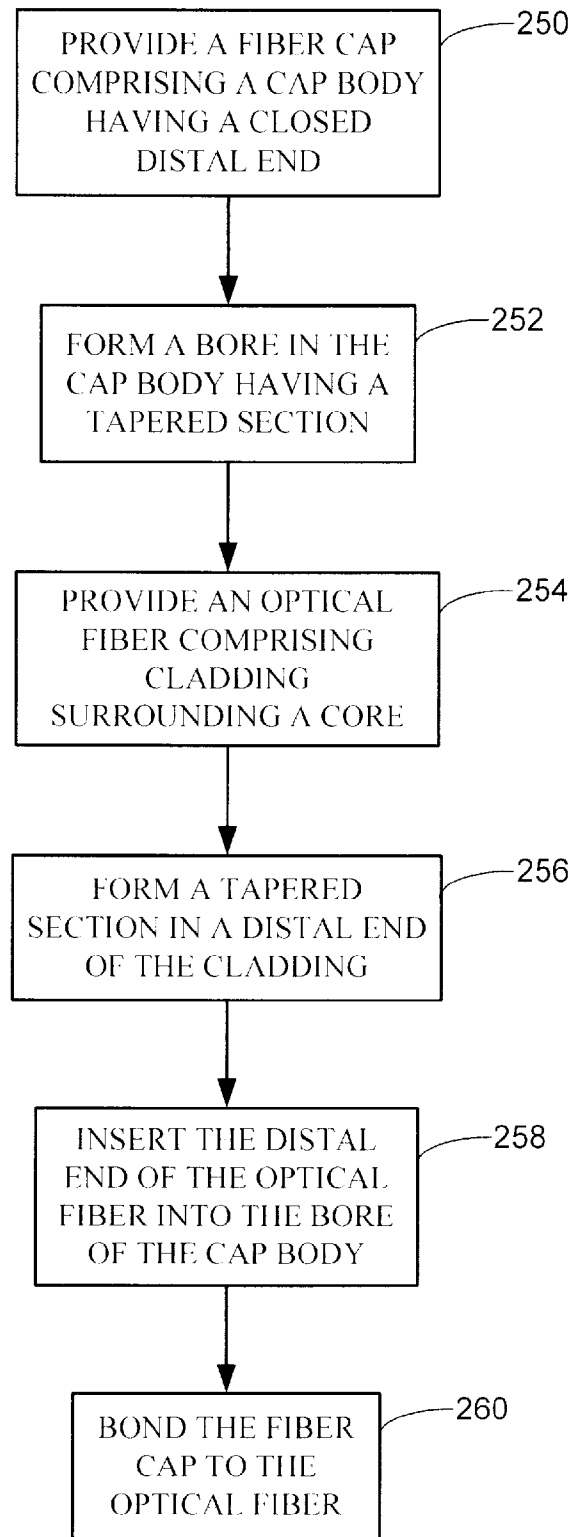 PROVIDE A FIBER CAP
COMPRISING A CAP BODY
HAVING A CLOSED
DISTAL END
250
FORM A BORE IN THE
CAP BODY HAVING A
TAPERED SECTION
252
PROVIDE AN OPTICAL
FIBER COMPRISING
CLADDING
SURROUNDING A CORE
254
FORM A TAPERED
SECTION IN A DISTAL END
OF THE CLADDING
256
INSERT THE DISTAL
END OF THE OPTICAL
FIBER INTO THE BORE
OF THE CAP BODY
258
BOND THE FIBER
CAP TO THE
OPTICAL FIBER
260